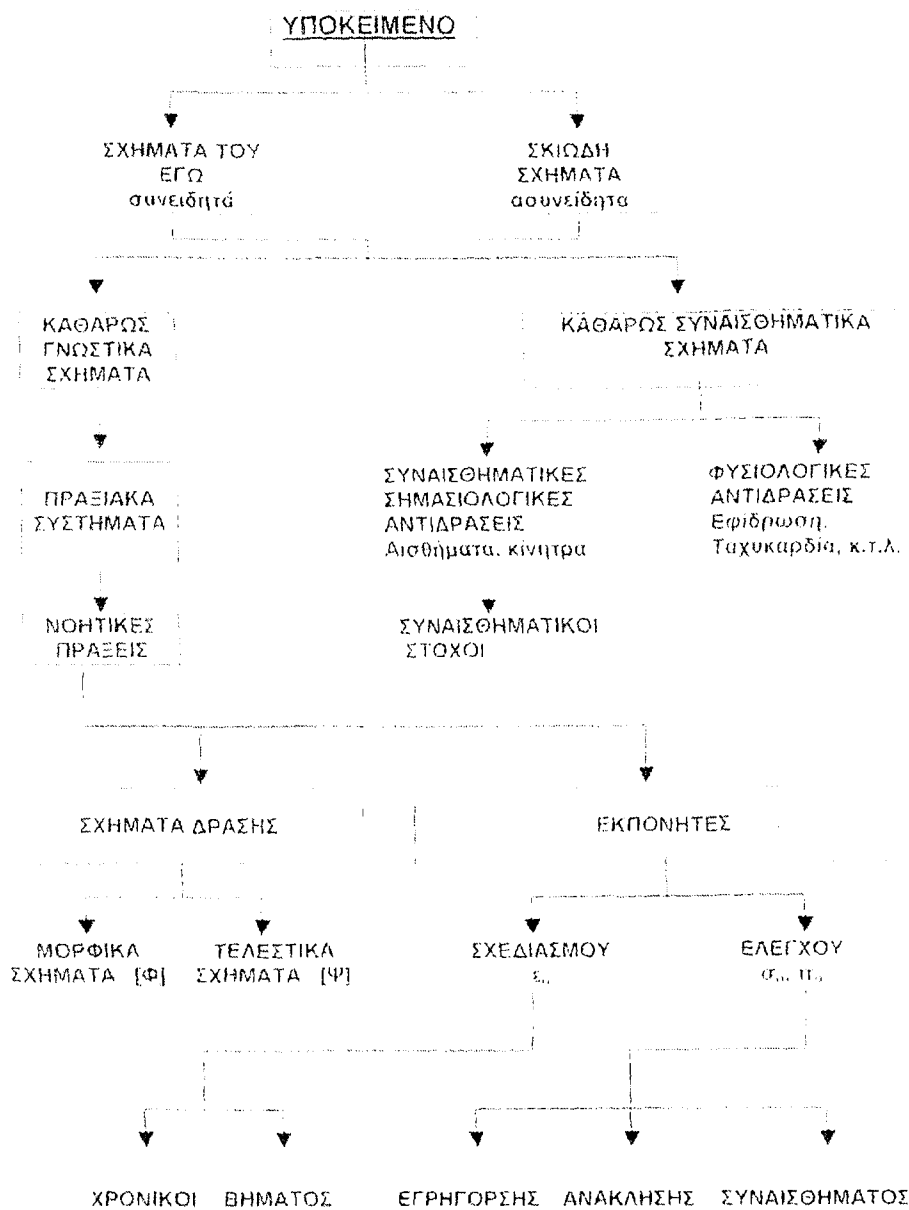 ΥΠΟΚΕΙΜΕΝΟ
ΣΧΗΜΑΤΑ ΤΟΥ
ΕΓΩ
συνειδητά
ΣΚΙΩΔΗ
ΣΧΗΜΑΤΑ
ασυνείδητα
ΚΑΘΑΡΩΣ
ΓΝΩΣΤΙΚΑ
ΣΧΗΜΑΤΑ
ΚΑΘΑΡΩΣ ΣΥΝΑΙΣΘΗΜΑΤΙΚΑ
ΣΧΗΜΑΤΑ
ΠΡΑΞΙΑΚΑ
ΣΥΣΤΗΜΑΤΑ
ΣΥΝΑΙΣΘΗΜΑΤΙΚΕΣ
ΣΗΜΑΣΙΟΛΟΓΙΚΕΣ
ΑΝΤΙΔΡΑΣΕΙΣ
Αισθήματα, κίνητρα
ΦΥΣΙΟΛΟΓΙΚΕΣ
ΑΝΤΙΔΡΑΣΕΙΣ
Εφίδρωση,
Ταχυκαρδία, κ.τ.λ.
ΝΟΗΤΙΚΕΣ
ΠΡΑΞΕΙΣ
ΣΥΝΑΙΣΘΗΜΑΤΙΚΟΙ
ΣΤΟΧΟΙ
ΣΧΗΜΑΤΑ ΔΡΑΣΗΣ
ΕΚΠΟΝΗΤΕΣ
ΜΟΡΦΙΚΑ
ΣΧΗΜΑΤΑ [Φ]
ΤΕΛΕΣΤΙΚΑ
ΣΧΗΜΑΤΑ [Ψ]
ΣΧΕΔΙΑΣΜΟΥ
ΕΛΕΓΧΟΥ
ΧΡΟΝΙΚΟΙ
ΒΗΜΑΤΟΣ
ΕΓΡΗΓΟΡΣΗΣ
ΑΝΑΚΛΗΣΗΣ
ΣΥΝΑΙΣΘΗΜΑΤΟΣ